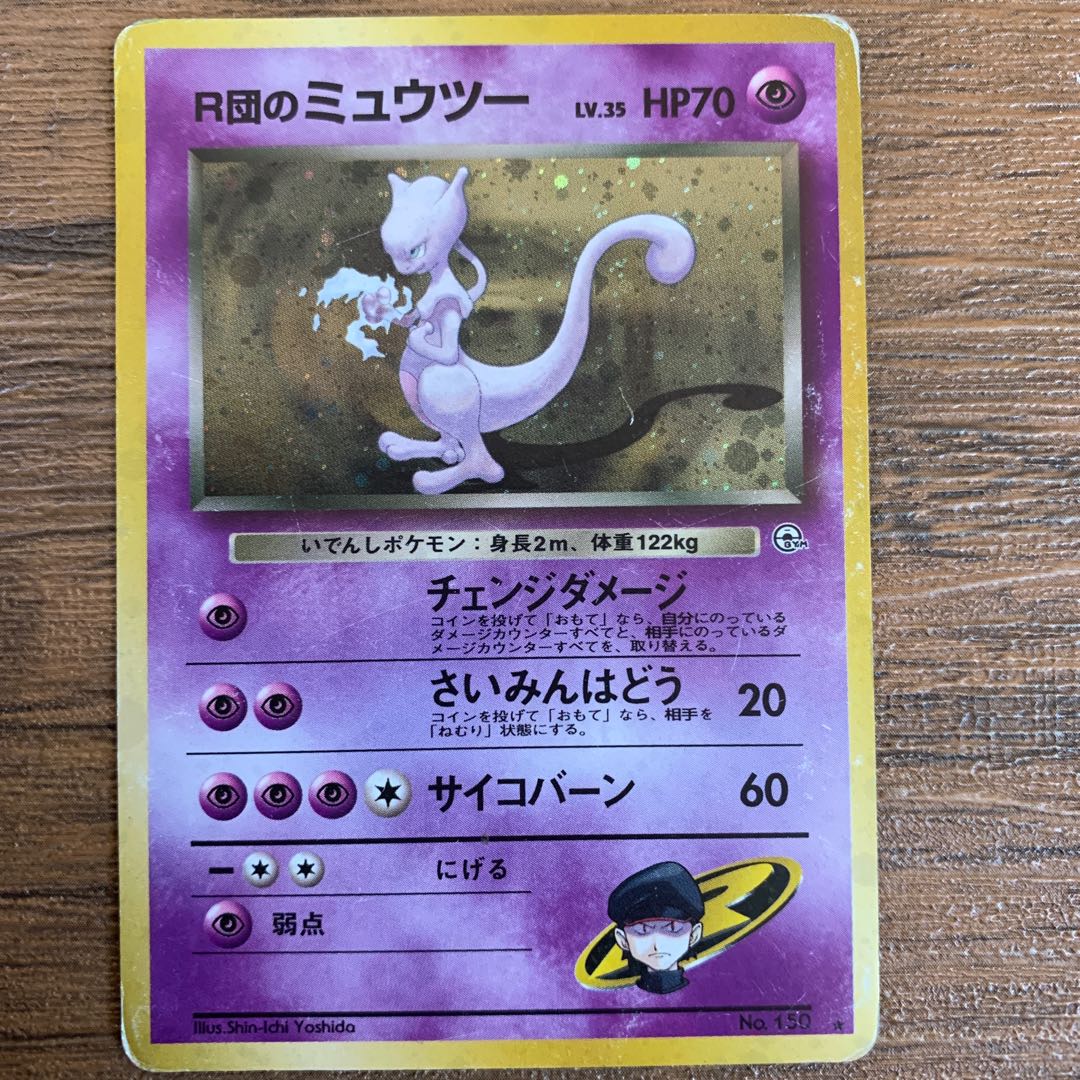 R団のミュウツー LV.35 HP70
いでんしポケモン：身長2m、体重122kg
GYM
チェンジダメージ
コインを投げて「おもて」なら、自分にのっている
ダメージカウンターすべてと、相手にのっているダ
メージカウンターすべてを、取り替える。
さいみんはどう 20
コインを投げて「おもて」なら、相手を
「ねむり」状態にする。
サイコバーン 60
ー にげる
弱点
Illus.Shin-Ichi Yoshida
No. 150 ★